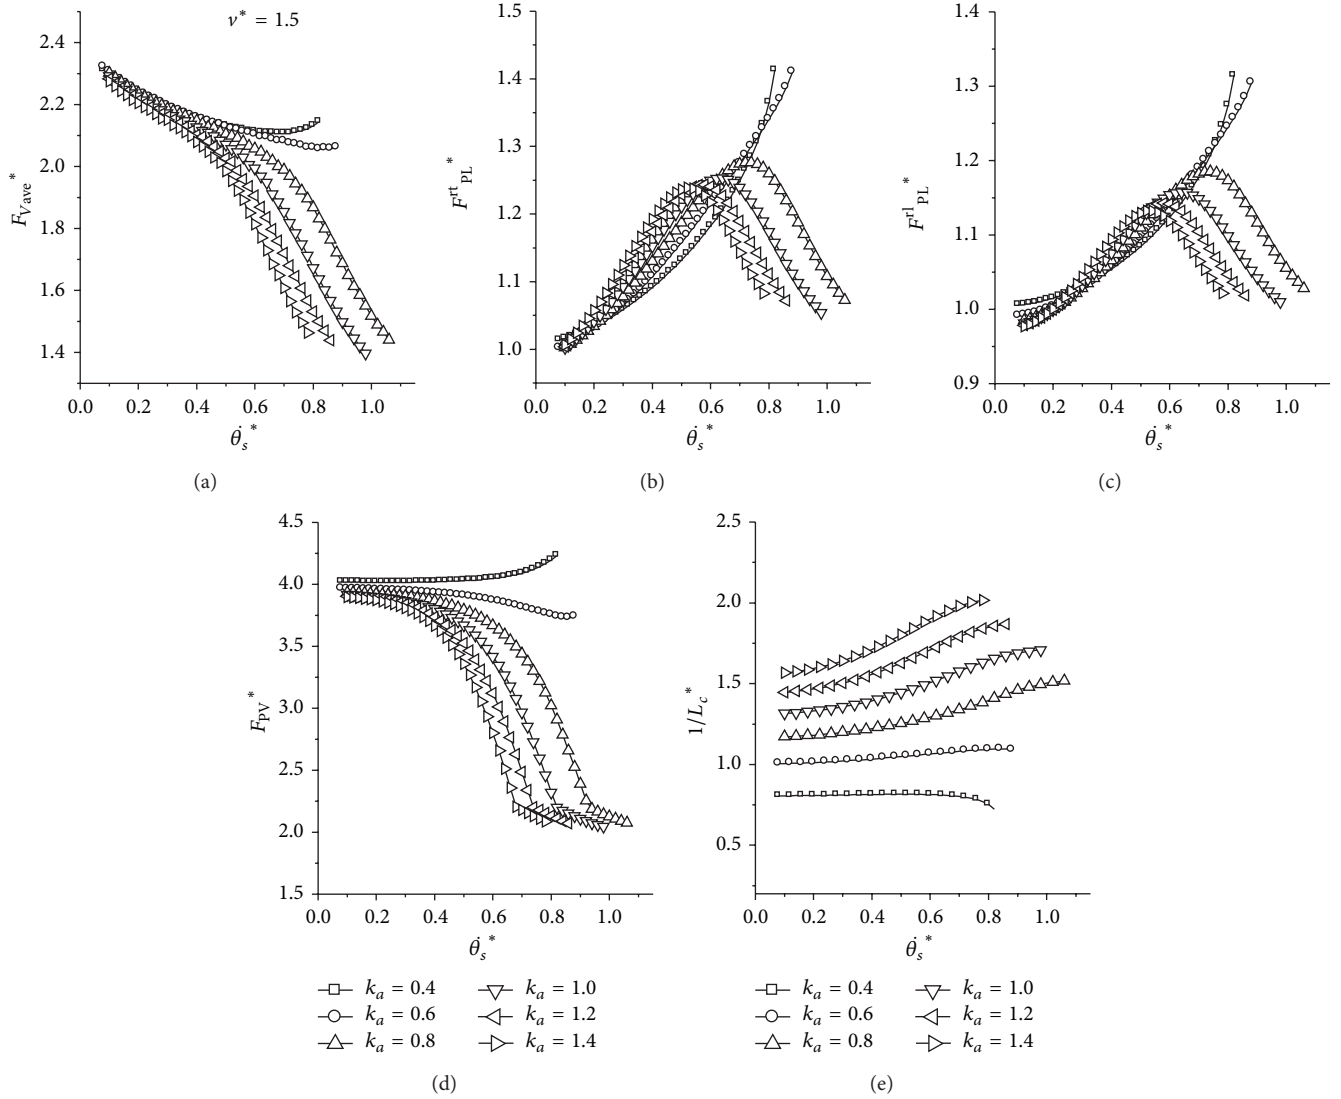 ν* = 1.5
F_Vave*
2.4
2.2
2.0
1.8
1.6
1.4
0.0 0.2 0.4 0.6 0.8 1.0
θ̇_s*
(a)
F^rt_PL*
1.5
1.4
1.3
1.2
1.1
1.0
0.0 0.2 0.4 0.6 0.8 1.0
θ̇_s*
(b)
F^rl_PL*
1.4
1.3
1.2
1.1
1.0
0.9
0.0 0.2 0.4 0.6 0.8 1.0
θ̇_s*
(c)
F_PV*
4.5
4.0
3.5
3.0
2.5
2.0
1.5
0.0 0.2 0.4 0.6 0.8 1.0
θ̇_s*
k_a = 0.4 k_a = 1.0
k_a = 0.6 k_a = 1.2
k_a = 0.8 k_a = 1.4
(d)
1/L_c*
2.5
2.0
1.5
1.0
0.5
0.0 0.2 0.4 0.6 0.8 1.0
θ̇_s*
k_a = 0.4 k_a = 1.0
k_a = 0.6 k_a = 1.2
k_a = 0.8 k_a = 1.4
(e)